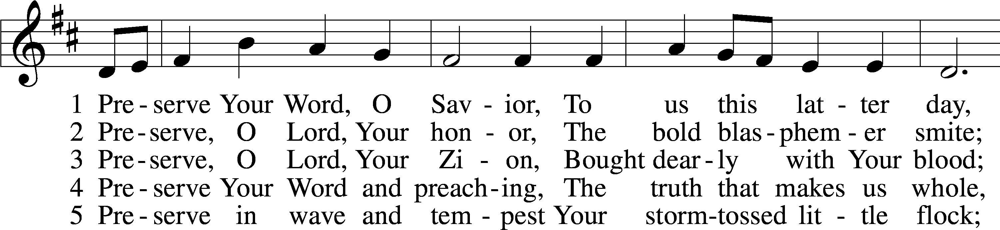 1 Pre - serve Your Word, O Sav - ior, To us this lat - ter day,
2 Pre - serve, O Lord, Your hon - or, The bold blas - phem - er smite;
3 Pre - serve, O Lord, Your Zi - on, Bought dear - ly with Your blood;
4 Pre - serve Your Word and preach - ing, The truth that makes us whole,
5 Pre - serve in wave and tem - pest Your storm - tossed lit - tle flock;